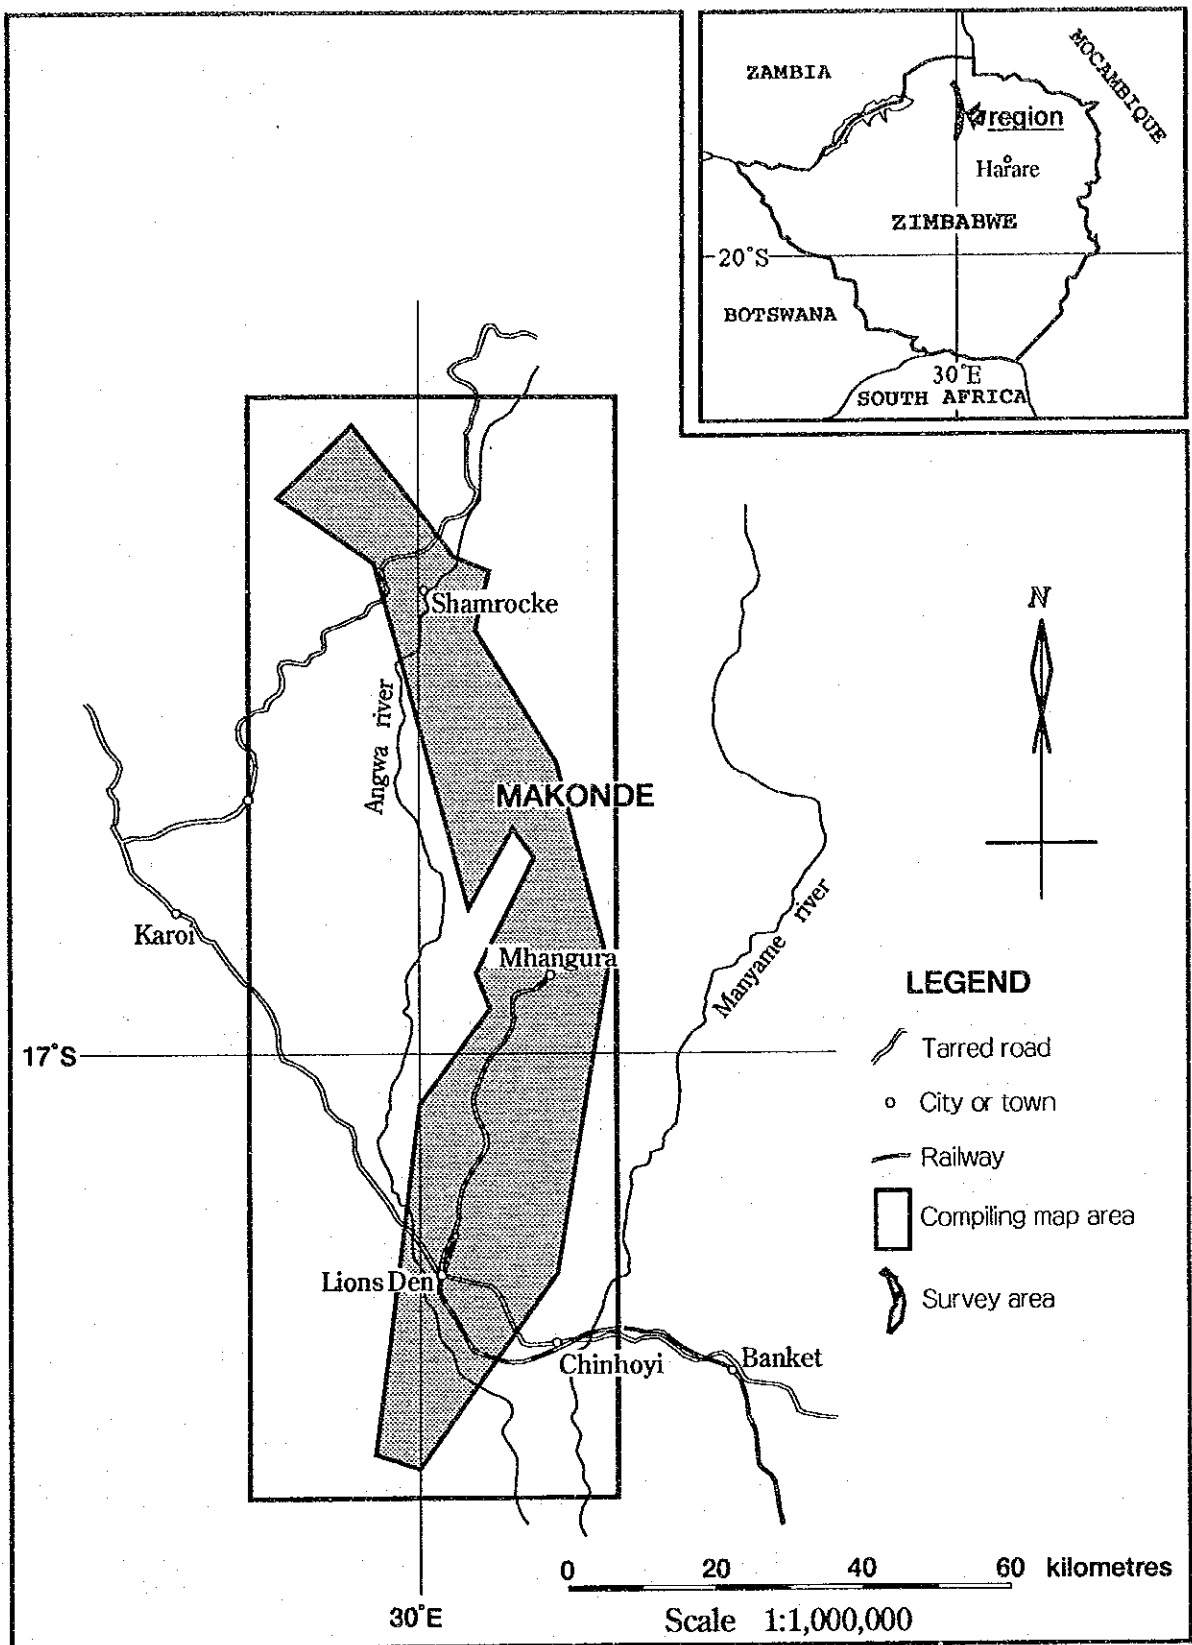 ZAMBIA
MOCAMBIQUE
region
Harare
ZIMBABWE
20°S
BOTSWANA
30°E
SOUTH AFRICA
Shamrocke
N
Angwa river
MAKONDE
Karoi
Manyame river
Mhangura
LEGEND
17°S
Tarred road
City or town
Railway
Compiling map area
Lions Den
Survey area
Chinhoyi
Banket
0 20 40 60 kilometres
30°E
Scale 1:1,000,000